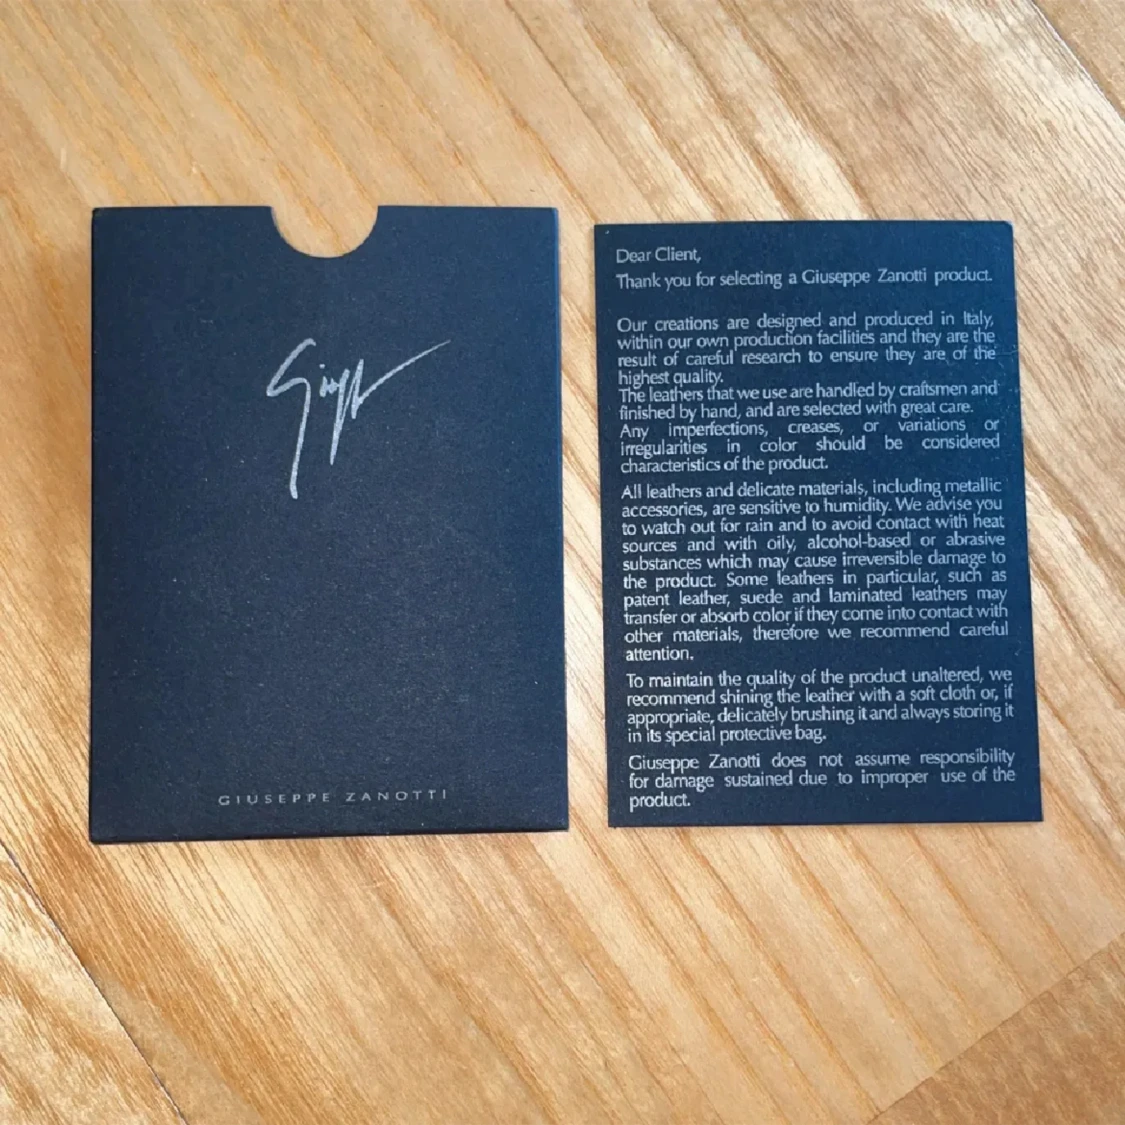 GIUSEPPE ZANOTTI
Dear Client,
Thank you for selecting a Giuseppe Zanotti product.
Our creations are designed and produced in Italy,
within our own production facilities and they are the
result of careful research to ensure they are of the
highest quality.
The leathers that we use are handled by craftsmen and
finished by hand, and are selected with great care.
Any imperfections, creases, or variations or
irregularities in color should be considered
characteristics of the product.
All leathers and delicate materials, including metallic
accessories, are sensitive to humidity. We advise you
to watch out for rain and to avoid contact with heat
sources and with oily, alcohol-based or abrasive
substances which may cause irreversible damage to
the product. Some leathers in particular, such as
patent leather, suede and laminated leathers may
transfer or absorb color if they come into contact with
other materials, therefore we recommend careful
attention.
To maintain the quality of the product unaltered, we
recommend shining the leather with a soft cloth or, if
appropriate, delicately brushing it and always storing it
in its special protective bag.
Giuseppe Zanotti does not assume responsibility
for damage sustained due to improper use of the
product.